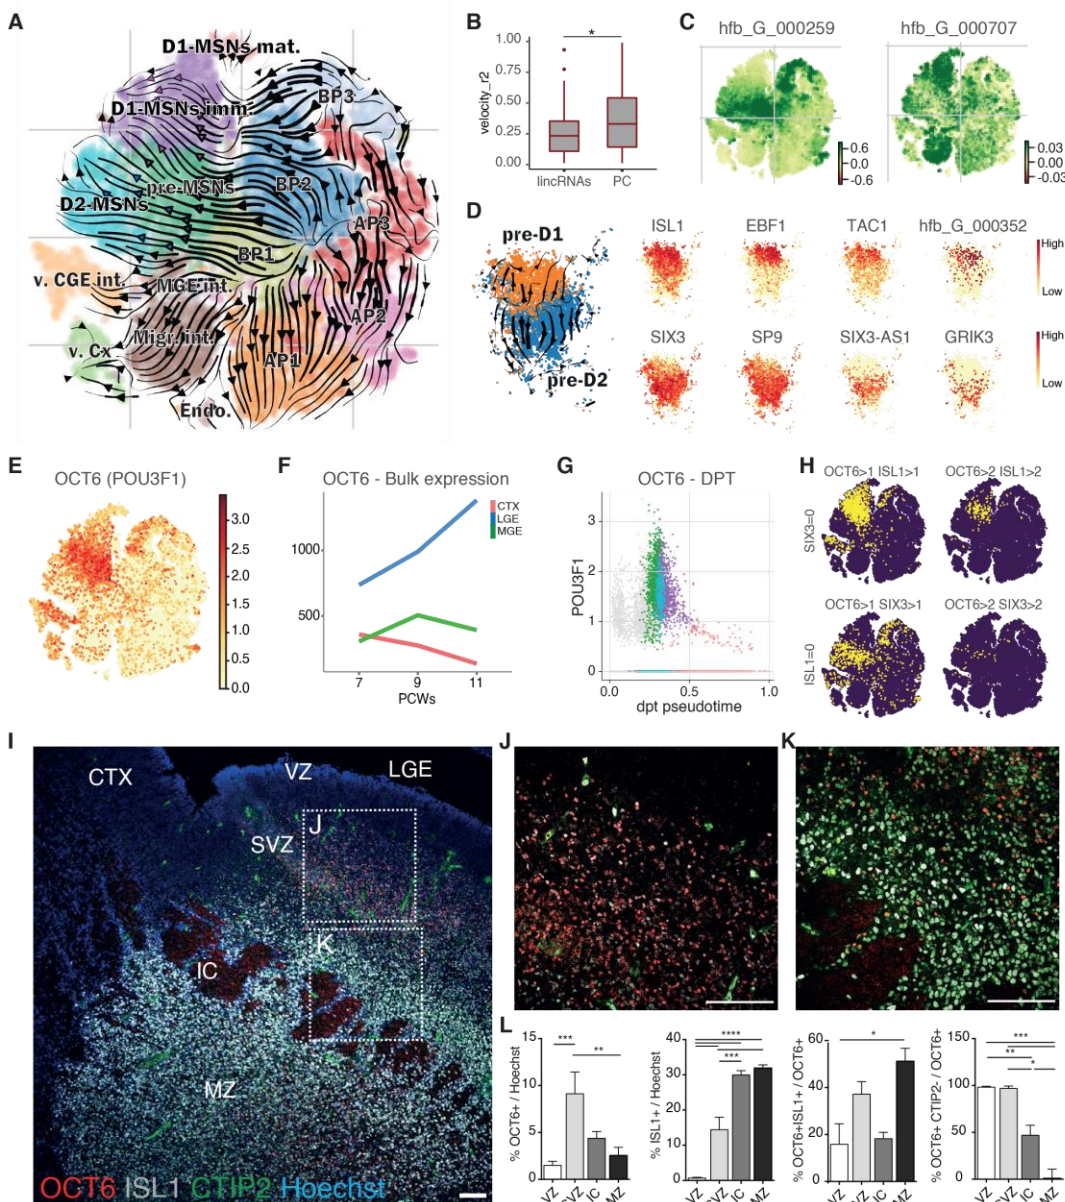 A
D1-MSNs mat.
D1-MSNs imm.
BP3
pre-MSNs
BP2
D2-MSNs
AP3
BP1
v. CGE int.
MGE int.
AP2
Migr. int.
v. Cx
AP1
Endo.
B
velocity_r2
1.00
0.75
0.50
0.25
0.00
*
lincRNAs
PC
C
hfb_G_000259
hfb_G_000707
0.6
0.0
-0.6
0.03
0.00
-0.03
D
pre-D1
pre-D2
ISL1
EBF1
TAC1
hfb_G_000352
High
Low
SIX3
SP9
SIX3-AS1
GRIK3
High
Low
E
OCT6 (POU3F1)
3.0
2.5
2.0
1.5
1.0
0.5
0.0
F
OCT6 - Bulk expression
CTX
LGE
MGE
1000
500
7
9
11
PCWs
G
OCT6 - DPT
POU3F1
3
2
1
0
0.0
0.5
1.0
dpt pseudotime
H
OCT6>1 ISL1>1
OCT6>2 ISL1>2
SIX3=0
OCT6>1 SIX3>1
OCT6>2 SIX3>2
ISL1=0
I
CTX
VZ
LGE
J
SVZ
K
IC
MZ
OCT6 ISL1 CTIP2 Hoechst
J
K
L
% OCT6+ / Hoechst
15
10
5
0
***
**
VZ
SVZ
IC
MZ
% ISL1+ / Hoechst
40
30
20
10
0
****
***
VZ
SVZ
IC
MZ
% OCT6+ISL1+ / OCT6+
60
40
20
0
*
VZ
SVZ
IC
MZ
% OCT6+ CTIP2- / OCT6+
100
50
0
***
**
*
VZ
SVZ
IC
MZ